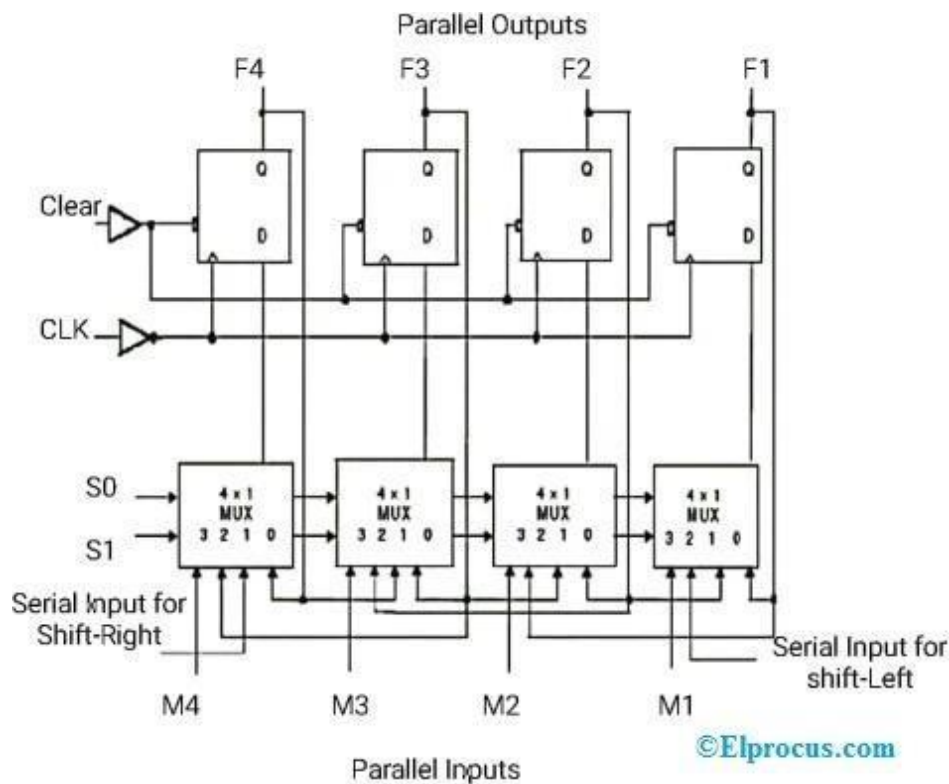 Parallel Outputs
F4 F3 F2 F1
Q Q Q Q
Clear
D D D D
CLK
S0
4 x 1 4 x 1 4 x 1 4 x 1
MUX MUX MUX MUX
3 2 1 0 3 2 1 0 3 2 1 0 3 2 1 0
S1
Serial Input for
Shift-Right
Serial Input for
shift-Left
M4 M3 M2 M1
©Elprocus.com
Parallel Inputs